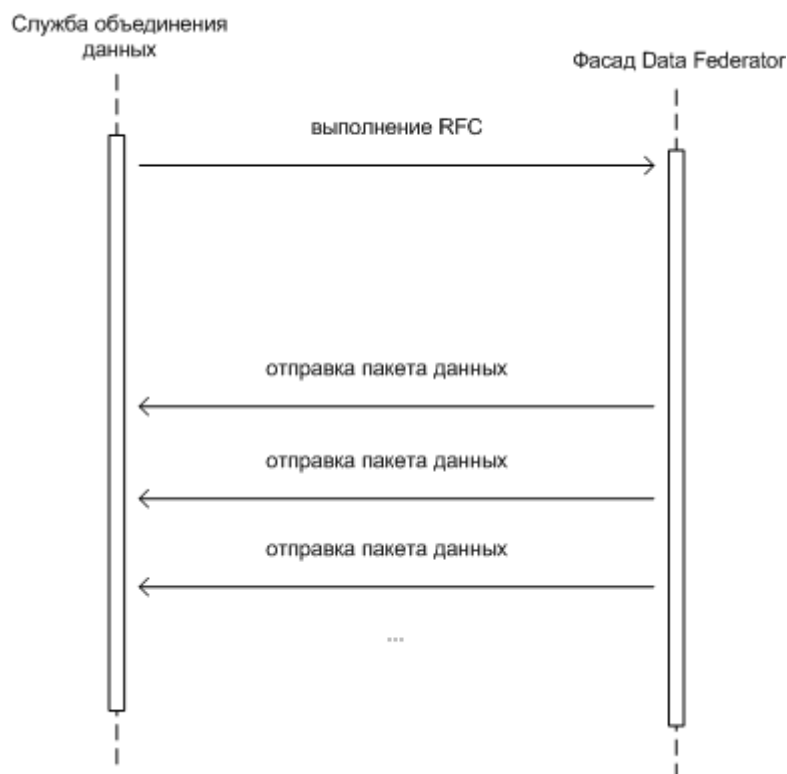 Служба объединения
данных
Фасад Data Federator
выполнение RFC
отправка пакета данных
отправка пакета данных
отправка пакета данных
...